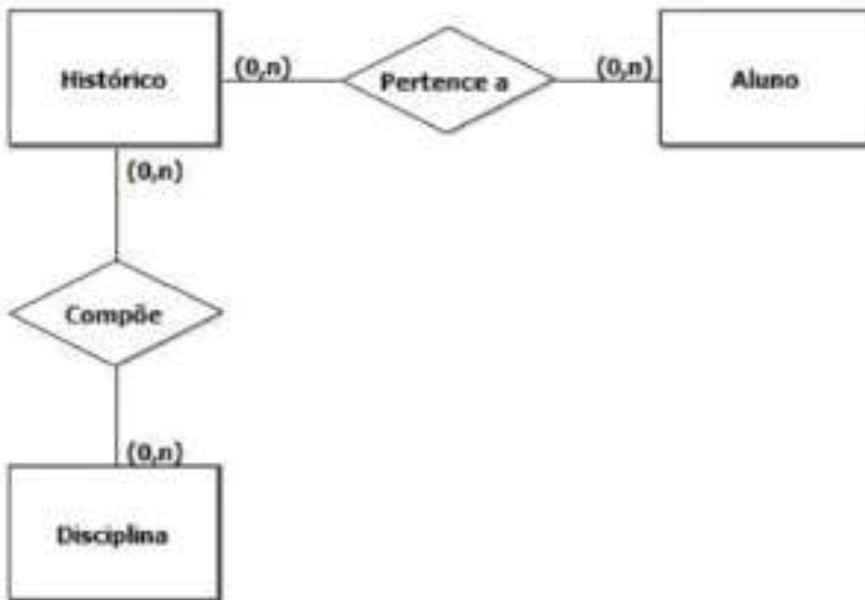 Histórico
(0,n)
Pertence a
(0,n)
Aluno
(0,n)
Compõe
(0,n)
Disciplina